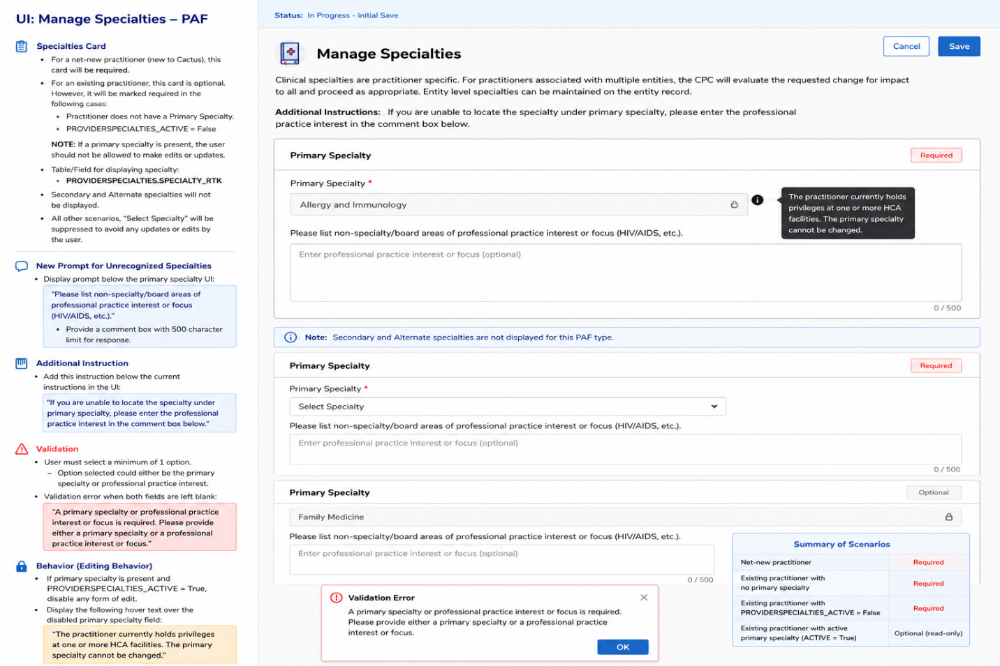 UI: Manage Specialties – PAF
Specialties Card
• For a net-new practitioner (new to Cactus), this
card will be required.
• For an existing practitioner, this card is optional.
However, it will be marked required in the
following cases:
• Practitioner does not have a Primary Specialty.
• PROVIDERSPECIALTIES_ACTIVE = False
NOTE: If a primary specialty is present, the user
should not be allowed to make edits or updates.
• Table/Field for displaying specialty:
• PROVIDERSPECIALTIES.SPECIALTY_RTK
• Secondary and Alternate specialties will not
be displayed.
• All other scenarios, "Select Specialty" will be
suppressed to avoid any updates or edits by
the user.
New Prompt for Unrecognized Specialties
• Display prompt below the primary specialty UI:
"Please list non-specialty/board areas of
professional practice interest or focus
(HIV/AIDS, etc.)."
• Provide a comment box with 500 character
limit for response.
Additional Instruction
• Add this instruction below the current
instructions in the UI:
"If you are unable to locate the specialty under
primary specialty, please enter the professional
practice interest in the comment box below."
Validation
• User must select a minimum of 1 option.
– Option selected could either be the primary
specialty or professional practice interest.
• Validation error when both fields are left blank:
"A primary specialty or professional practice
interest or focus is required. Please provide
either a primary specialty or a professional
practice interest or focus."
Behavior (Editing Behavior)
• If primary specialty is present and
PROVIDERSPECIALTIES_ACTIVE = True,
disable any form of edit.
• Display the following hover text over the
disabled primary specialty field:
"The practitioner currently holds privileges
at one or more HCA facilities. The primary
specialty cannot be changed."
Status: In Progress - Initial Save
Manage Specialties
Cancel
Save
Clinical specialties are practitioner specific. For practitioners associated with multiple entities, the CPC will evaluate the requested change for impact
to all and proceed as appropriate. Entity level specialties can be maintained on the entity record.
Additional Instructions: If you are unable to locate the specialty under primary specialty, please enter the professional
practice interest in the comment box below.
Primary Specialty
Required
Primary Specialty *
Allergy and Immunology
The practitioner currently holds
privileges at one or more HCA
facilities. The primary specialty
cannot be changed.
Please list non-specialty/board areas of professional practice interest or focus (HIV/AIDS, etc.).
Enter professional practice interest or focus (optional)
0 / 500
Note: Secondary and Alternate specialties are not displayed for this PAF type.
Primary Specialty
Required
Primary Specialty *
Select Specialty
Please list non-specialty/board areas of professional practice interest or focus (HIV/AIDS, etc.).
Enter professional practice interest or focus (optional)
0 / 500
Primary Specialty
Optional
Family Medicine
Please list non-specialty/board areas of professional practice interest or focus (HIV/AIDS, etc.).
Enter professional practice interest or focus (optional)
0 / 500
Validation Error
A primary specialty or professional practice interest or focus is required.
Please provide either a primary specialty or a professional practice
interest or focus.
OK
Summary of Scenarios
Net-new practitioner Required
Existing practitioner with
no primary specialty Required
Existing practitioner with
PROVIDERSPECIALTIES_ACTIVE = False Required
Existing practitioner with active
primary specialty (ACTIVE = True) Optional (read-only)